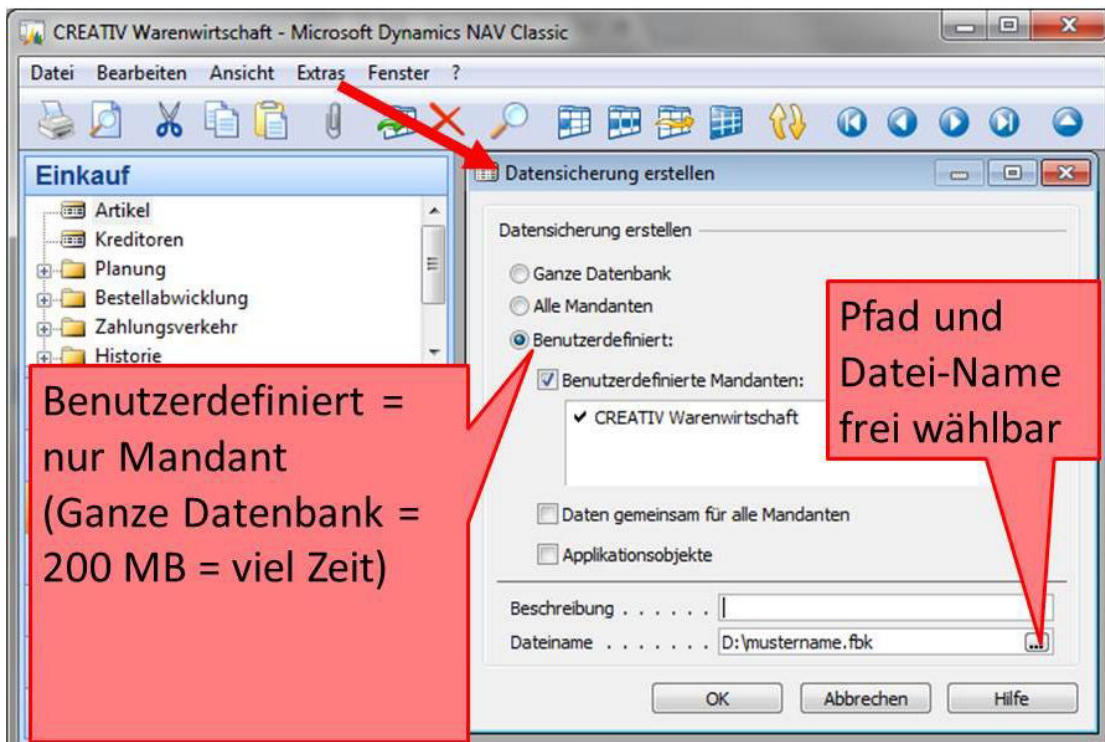 CREATIV Warenwirtschaft - Microsoft Dynamics NAV Classic
Datei Bearbeiten Ansicht Extras Fenster ?
Einkauf
Artikel
Kreditoren
Planung
Bestellabwicklung
Zahlungsverkehr
Historie
Datensicherung erstellen
Datensicherung erstellen
Ganze Datenbank
Alle Mandanten
Benutzerdefiniert:
Benutzerdefinierte Mandanten:
CREATIV Warenwirtschaft
Daten gemeinsam für alle Mandanten
Applikationsobjekte
Beschreibung . . . . . .
Dateiname . . . . . . . D:\mustername.fbk ...
OK Abbrechen Hilfe
Benutzerdefiniert =
nur Mandant
(Ganze Datenbank =
200 MB = viel Zeit)
Pfad und
Datei-Name
frei wählbar